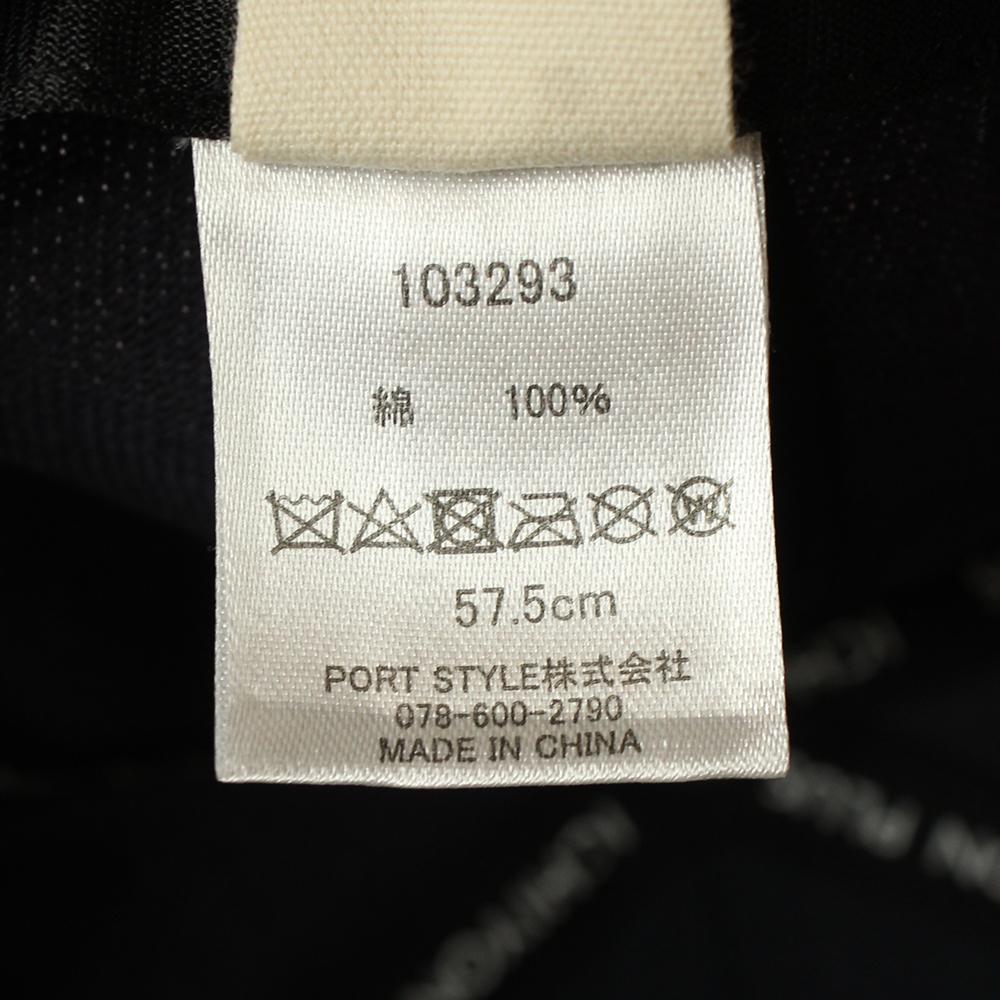 103293
綿 100%
57.5cm
PORT STYLE株式会社
078-600-2790
MADE IN CHINA